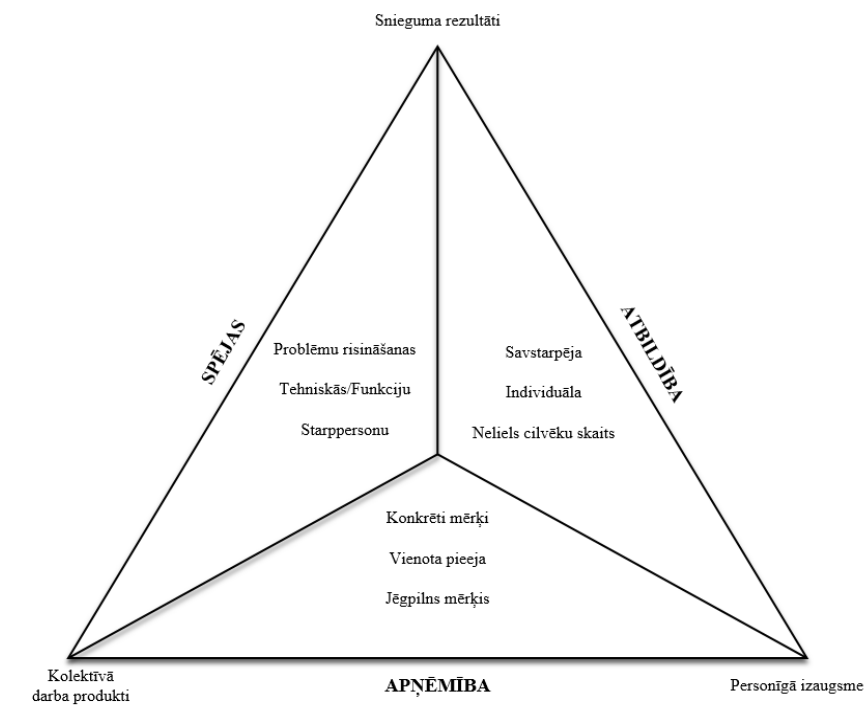 Snieguma rezultāti
SPĒJAS
ATBILDĪBA
Problēmu risināšanas
Tehniskās/Funkciju
Starppersonu
Savstarpēja
Individuāla
Neliels cilvēku skaits
Konkrēti mērķi
Vienota pieeja
Jēgpilns mērķis
Kolektīvā
darba produkti
APŅĒMĪBA
Personīgā izaugsme